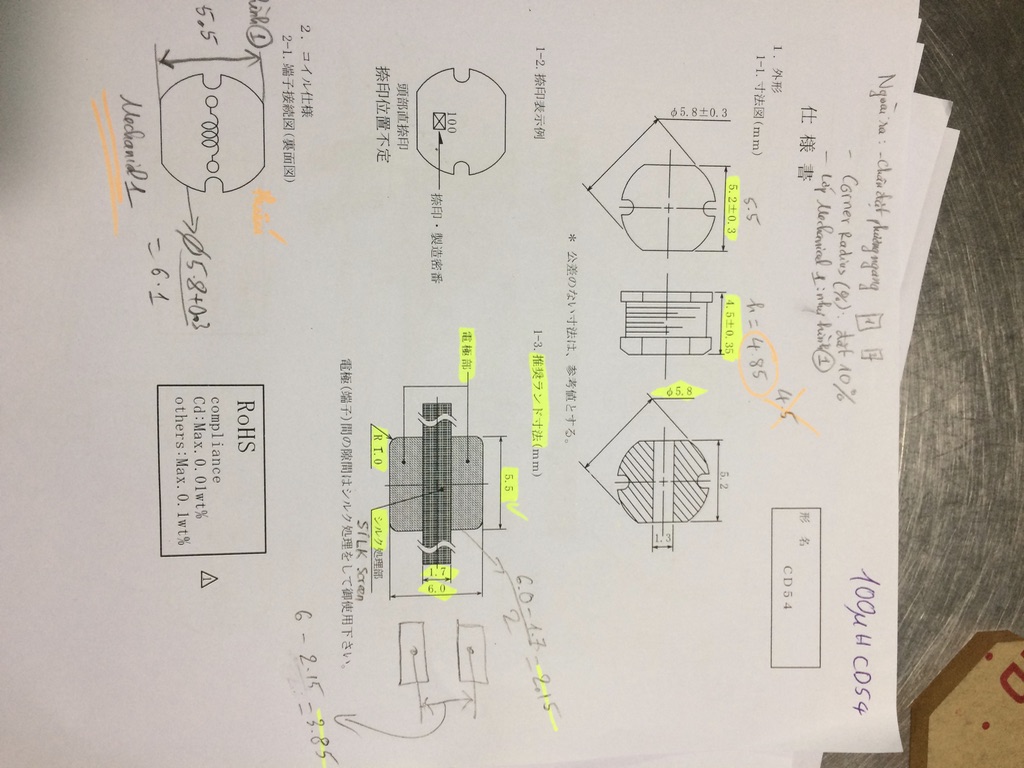 Ngoài ra : - Chân đặt phương ngang 1 7
- Corner Radius (%): đặt 10%
- Lớp Mechanical 1 : như hình 1
100µH CD54
仕様書
形 名
CD54
1. 外形
1-1. 寸法図(mm)
5.5
h = 4.85
4.5
5.2±0.3
4.5±0.35
5.2
φ5.8±0.3
φ5.8
1.3
* 公差のない寸法は、参考値とする。
1-2. 捺印表示例
1-3. 推奨ランド寸法(mm)
6.0-1.7 = 2.15
2
5.5
電極部
100
捺印・製造密番
1.7
6.0
頭部直捺印
捺印位置不定
R 1.0
シルク処理部
SILK Screen
電極(端子)間の隙間はシルク処理をして御使用下さい。
6 - 2.15 = 3.85
2. コイル仕様
2-1. 端子接続図(裏面図)
hình 1
5.5
φ5.8+0.3
= 6.1
Mechanical 1
RoHS
compliance
Cd:Max. 0.01wt%
others:Max. 0.1wt%
1